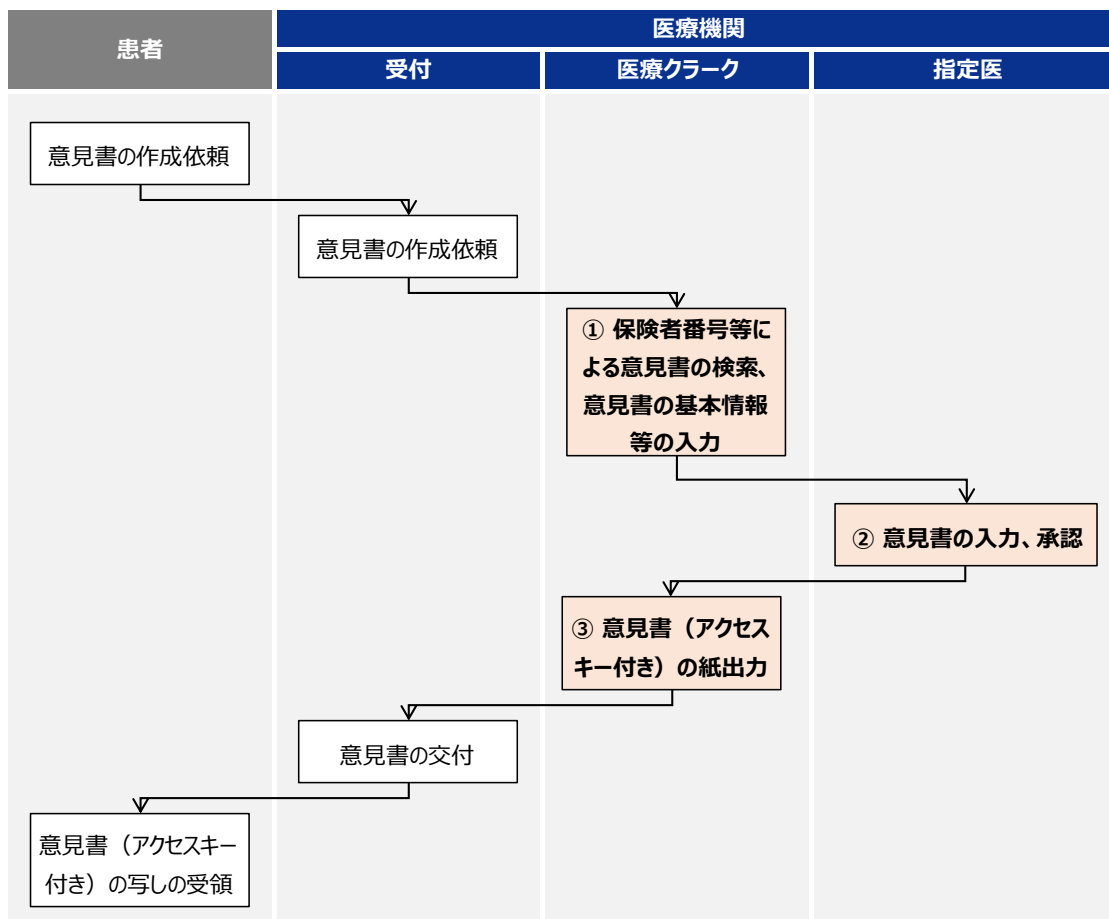 患者
医療機関
受付
医療クラーク
指定医
意見書の作成依頼
意見書の作成依頼
① 保険者番号等に
よる意見書の検索、
意見書の基本情報
等の入力
② 意見書の入力、承認
③ 意見書（アクセス
キー付き）の紙出力
意見書の交付
意見書（アクセスキー
付き）の写しの受領